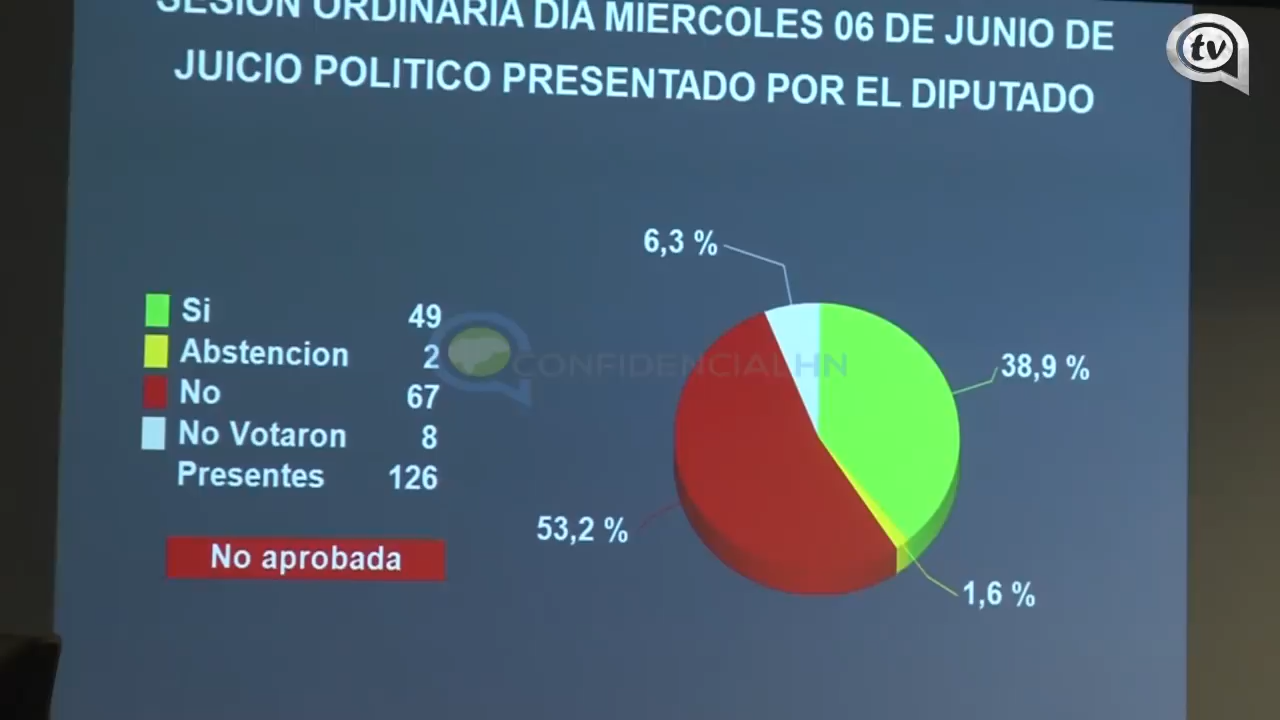 SESION ORDINARIA DIA MIERCOLES 06 DE JUNIO DE
JUICIO POLITICO PRESENTADO POR EL DIPUTADO
tv
6,3 %
Si 49
Abstencion 2
No 67
No Votaron 8
Presentes 126
No aprobada
38,9 %
53,2 %
1,6 %
CONFIDENCIALHN